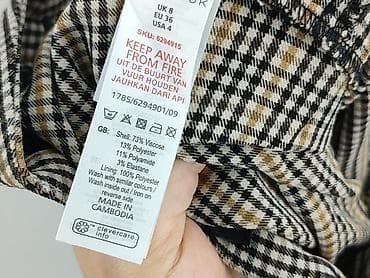 UK 8
EU 36
USA 4
SKU: 6294915
KEEP AWAY
FROM FIRE
UIT DE BUURT VAN
VUUR HOUDEN
JAUHKAN DARI API
1785/6294901/09
GB: Shell: 73% Viscose
13% Polyester
11% Polyamide
3% Elastane
Lining: 100% Polyester
Wash with similar colours /
Wash inside out / Iron on
reverse side
MADE IN
CAMBODIA
clevercare
info™